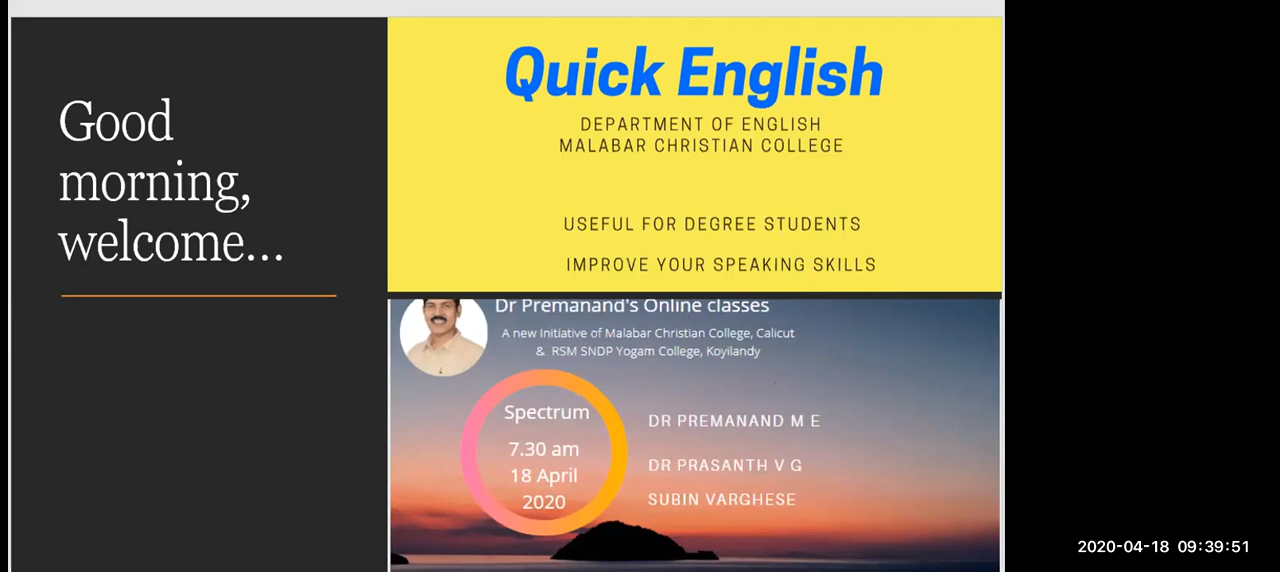 Good
morning,
welcome...
Quick English
DEPARTMENT OF ENGLISH
MALABAR CHRISTIAN COLLEGE
USEFUL FOR DEGREE STUDENTS
IMPROVE YOUR SPEAKING SKILLS
Dr Premanand's Online classes
A new Initiative of Malabar Christian College, Calicut
& RSM SNDP Yogam College, Koyilandy
Spectrum
7.30 am
18 April
2020
DR PREMANAND M E
DR PRASANTH V G
SUBIN VARGHESE
2020-04-18 09:39:51